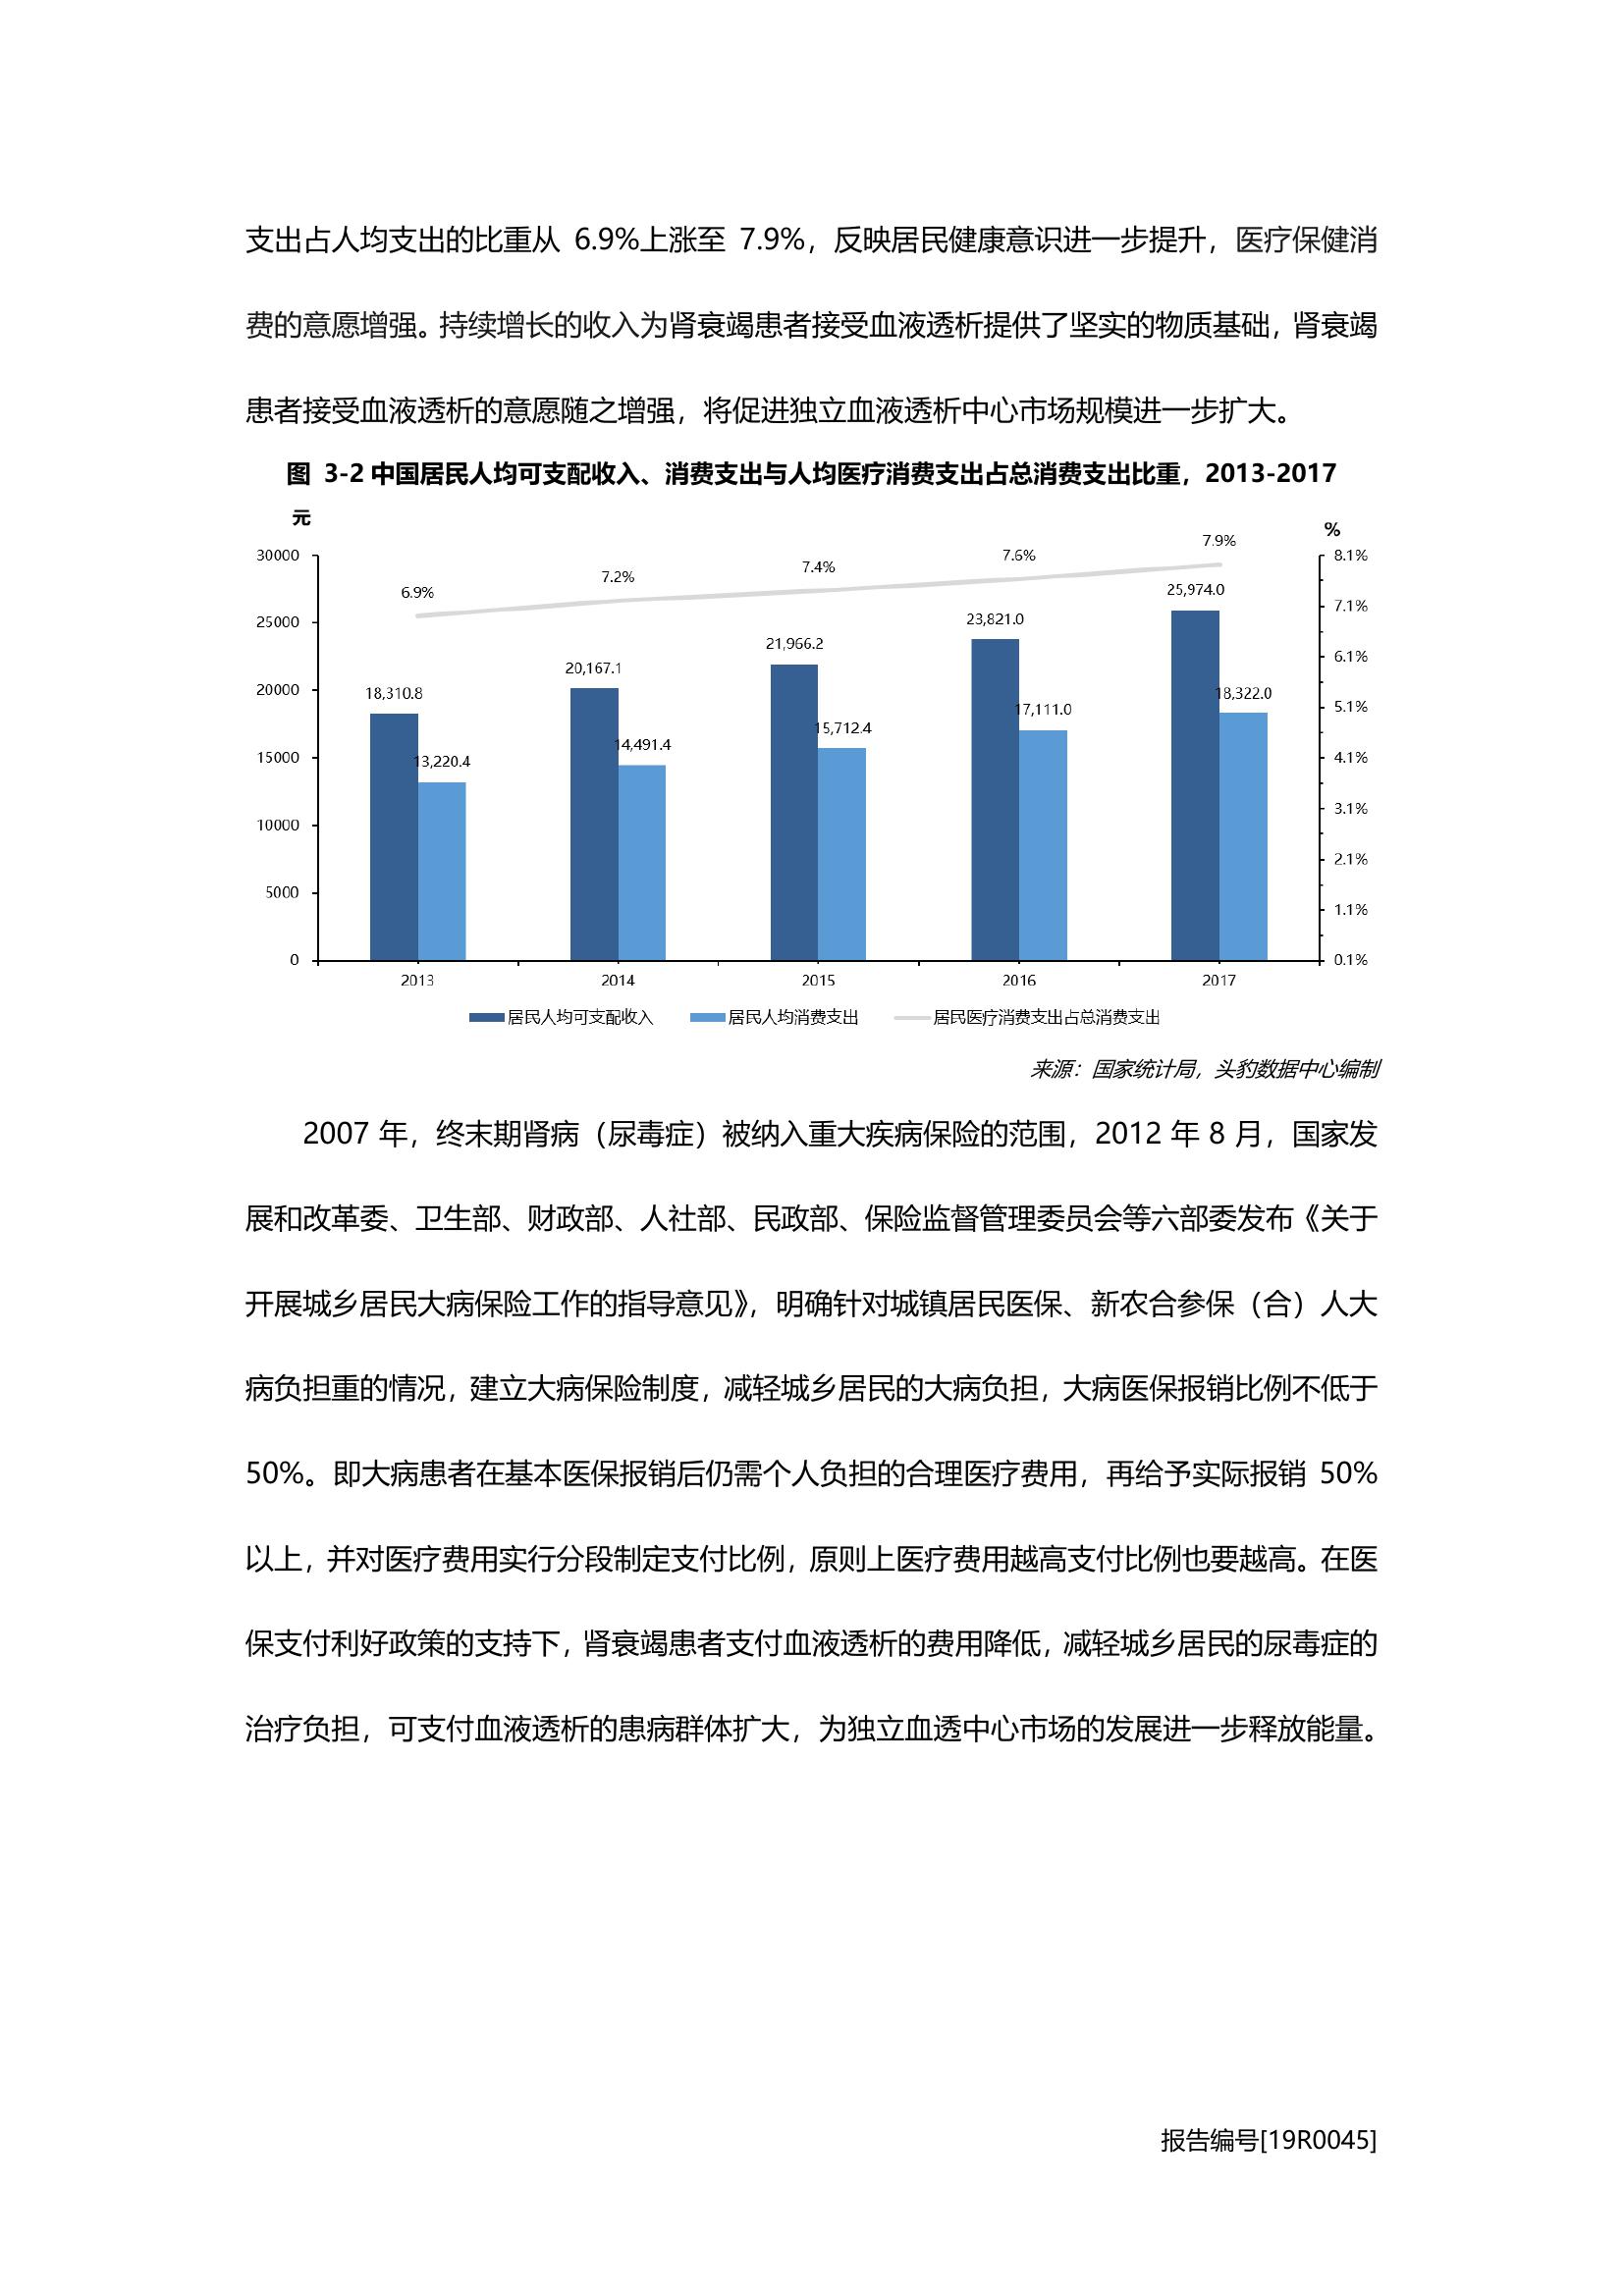 支出占人均支出的比重从 6.9%上涨至 7.9%，反映居民健康意识进一步提升，医疗保健消
费的意愿增强。持续增长的收入为肾衰竭患者接受血液透析提供了坚实的物质基础，肾衰竭
患者接受血液透析的意愿随之增强，将促进独立血液透析中心市场规模进一步扩大。
图 3-2 中国居民人均可支配收入、消费支出与人均医疗消费支出占总消费支出比重，2013-2017
元
%
30000
25000
20000
15000
10000
5000
0
6.9%
7.2%
7.4%
7.6%
7.9%
18,310.8
13,220.4
20,167.1
14,491.4
21,966.2
15,712.4
23,821.0
17,111.0
25,974.0
18,322.0
8.1%
7.1%
6.1%
5.1%
4.1%
3.1%
2.1%
1.1%
0.1%
2013 2014 2015 2016 2017
居民人均可支配收入 居民人均消费支出 居民医疗消费支出占总消费支出
来源：国家统计局，头豹数据中心编制
2007 年，终末期肾病（尿毒症）被纳入重大疾病保险的范围，2012 年 8 月，国家发
展和改革委、卫生部、财政部、人社部、民政部、保险监督管理委员会等六部委发布《关于
开展城乡居民大病保险工作的指导意见》，明确针对城镇居民医保、新农合参保（合）人大
病负担重的情况，建立大病保险制度，减轻城乡居民的大病负担，大病医保报销比例不低于
50%。即大病患者在基本医保报销后仍需个人负担的合理医疗费用，再给予实际报销 50%
以上，并对医疗费用实行分段制定支付比例，原则上医疗费用越高支付比例也要越高。在医
保支付利好政策的支持下，肾衰竭患者支付血液透析的费用降低，减轻城乡居民的尿毒症的
治疗负担，可支付血液透析的患病群体扩大，为独立血透中心市场的发展进一步释放能量。
报告编号[19R0045]